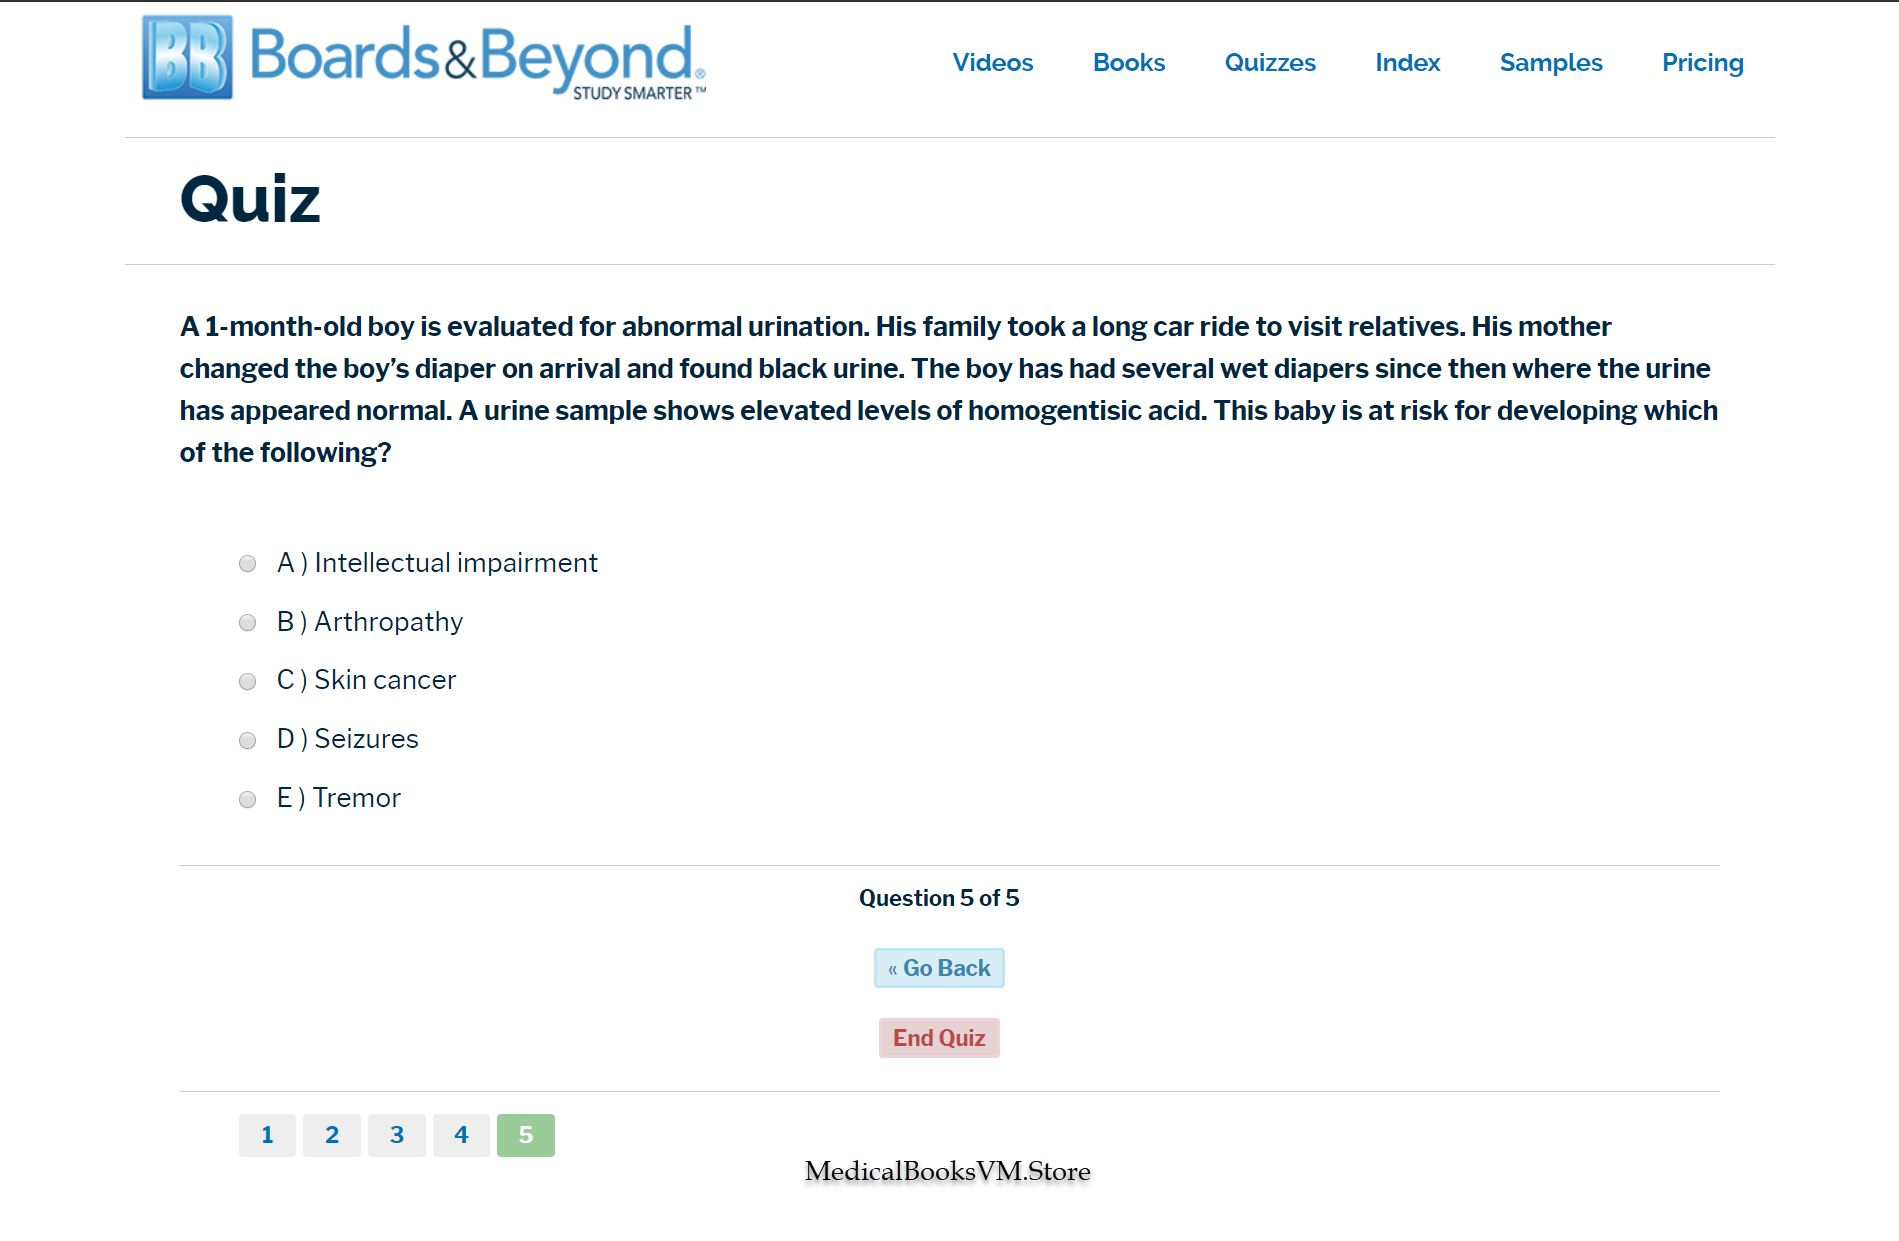 BB Boards&Beyond®
STUDY SMARTER™
Videos Books Quizzes Index Samples Pricing
Quiz
A 1-month-old boy is evaluated for abnormal urination. His family took a long car ride to visit relatives. His mother
changed the boy’s diaper on arrival and found black urine. The boy has had several wet diapers since then where the urine
has appeared normal. A urine sample shows elevated levels of homogentisic acid. This baby is at risk for developing which
of the following?
A ) Intellectual impairment
B ) Arthropathy
C ) Skin cancer
D ) Seizures
E ) Tremor
Question 5 of 5
« Go Back
End Quiz
1 2 3 4 5
MedicalBooksVM.Store